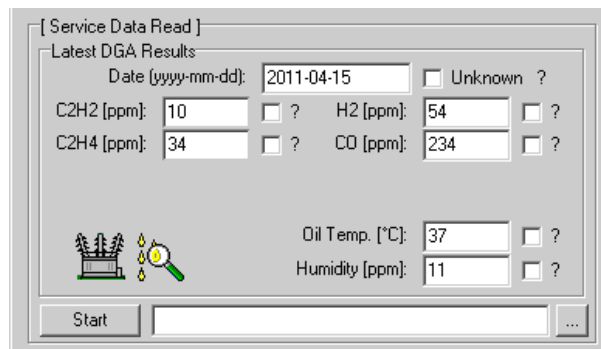 [ Service Data Read ]
Latest DGA Results
Date (yyyy-mm-dd): 2011-04-15 Unknown ?
C2H2 [ppm]: 10 ? H2 [ppm]: 54 ?
C2H4 [ppm]: 34 ? CO [ppm]: 234 ?
Oil Temp. [°C]: 37 ?
Humidity [ppm]: 11 ?
Start ...